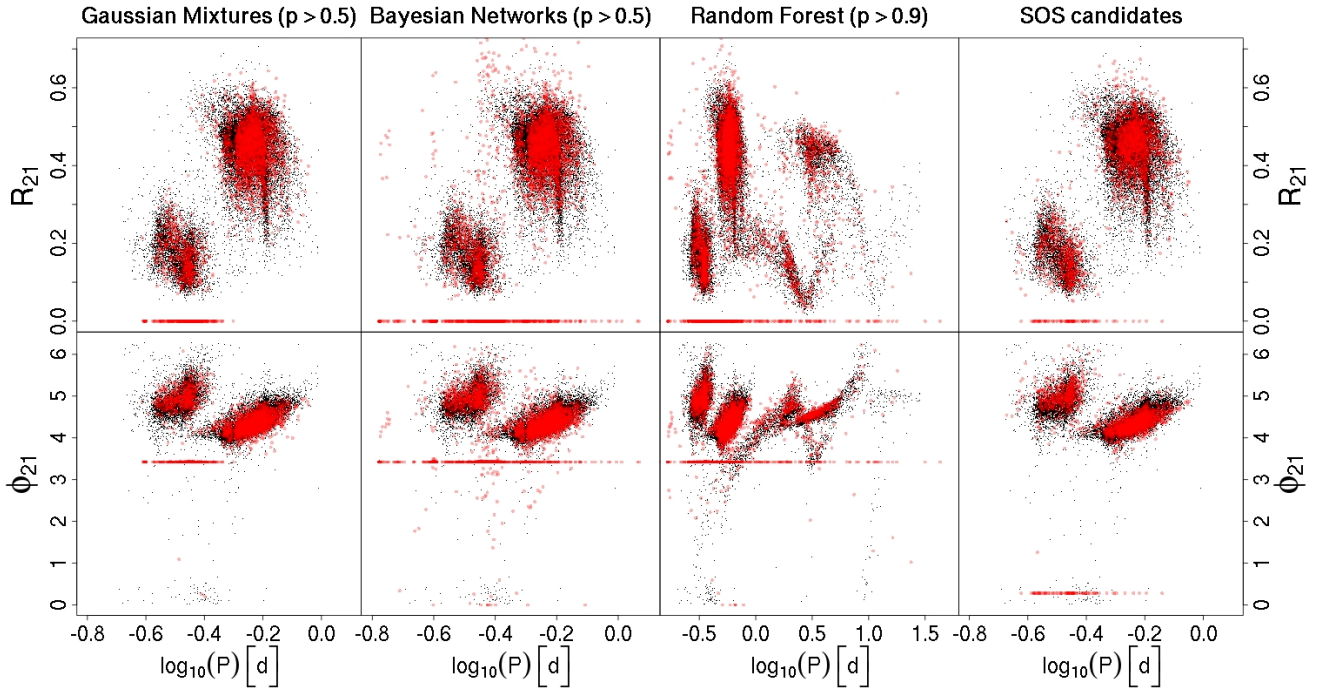 Gaussian Mixtures (p > 0.5) Bayesian Networks (p > 0.5) Random Forest (p > 0.9) SOS candidates
R21 0.0 0.2 0.4 0.6 0.0 0.2 0.4 0.6 R21
ϕ21 0 1 2 3 4 5 6 0 1 2 3 4 5 6 ϕ21
-0.8 -0.6 -0.4 -0.2 0.0 -0.8 -0.6 -0.4 -0.2 0.0 -0.5 0.0 0.5 1.0 1.5 -0.8 -0.6 -0.4 -0.2 0.0
log10(P) [d] log10(P) [d] log10(P) [d] log10(P) [d]